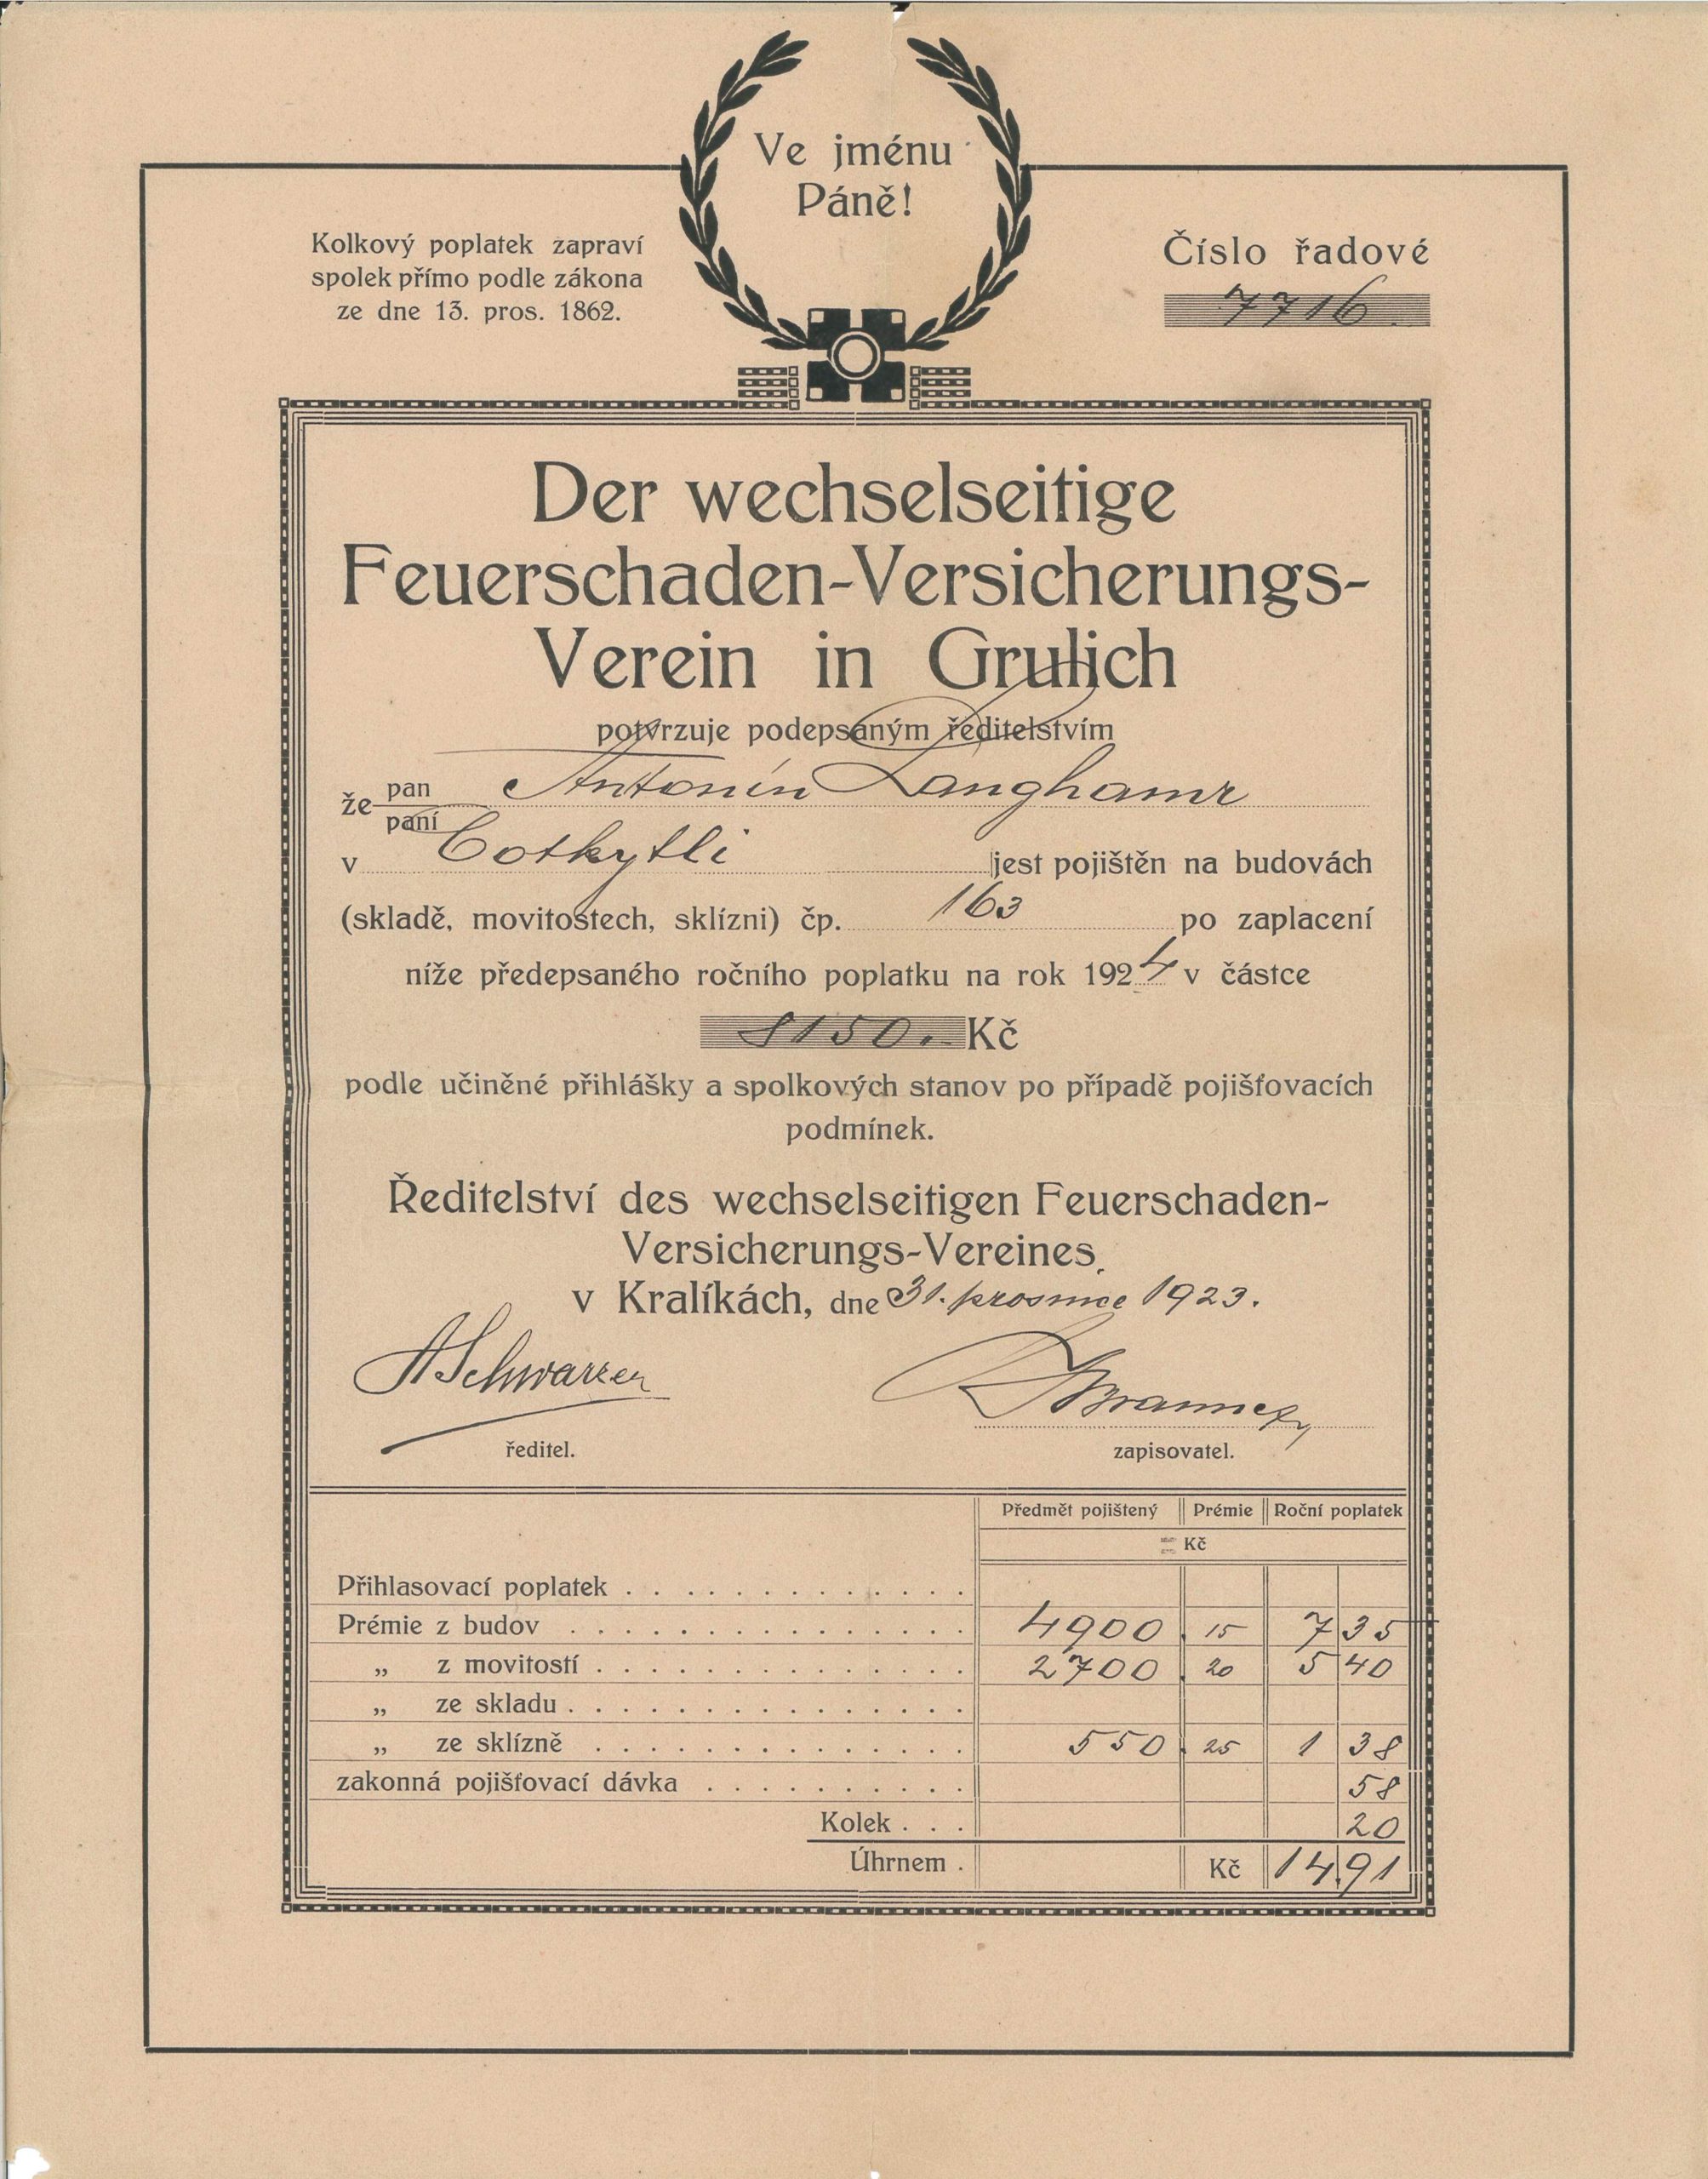 Ve jménu
Páně!
Kolkový poplatek zapraví
spolek přímo podle zákona
ze dne 13. pros. 1862.
Číslo řadové
7716
Der wechselseitige
Feuerschaden-Versicherungs-
Verein in Grulich
potvrzuje podepsaným ředitelstvím
že pan
paní Antonín Langhamr
v Cotkytli jest pojištěn na budovách
(skladě, movitostech, sklízni) čp. 163 po zaplacení
níže předepsaného ročního poplatku na rok 1924 v částce
8150.- Kč
podle učiněné přihlášky a spolkových stanov po případě pojišťovacích
podmínek.
Ředitelství des wechselseitigen Feuerschaden-
Versicherungs-Vereines
v Kralíkách, dne 31. prosince 1923.
ASchwarzer
ředitel.
zapisovatel.
Předmět pojištený Prémie Roční poplatek
Kč
Přihlasovací poplatek
Prémie z budov 4900 15 7 35
„ z movitostí 2700 20 5 40
„ ze skladu
„ ze sklízně 550 25 1 38
zakonná pojišťovací dávka 58
Kolek 20
Úhrnem Kč 14 91